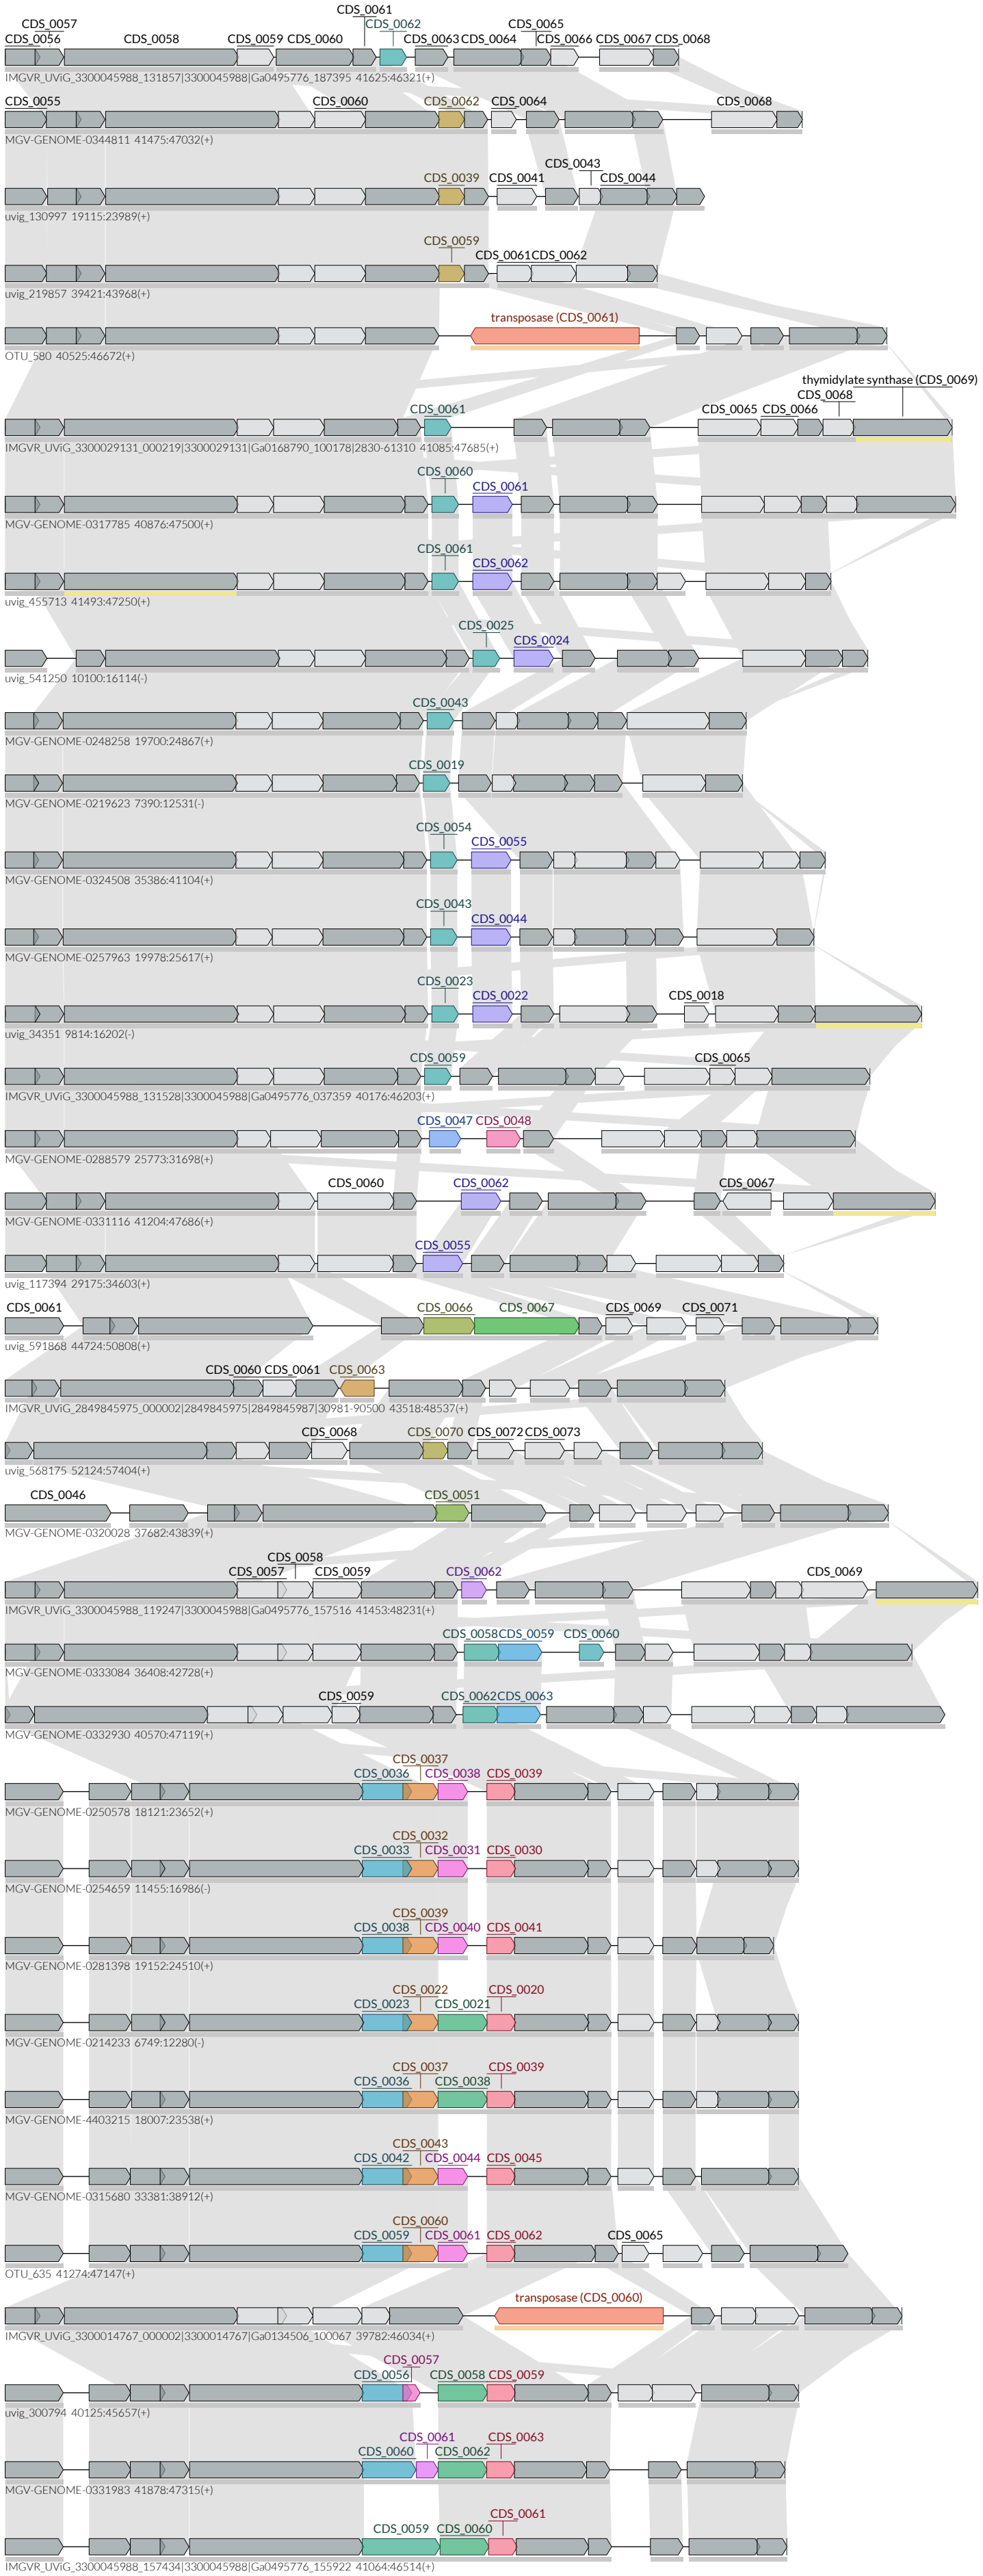 CDS_0061
CDS_0057 CDS_0062 CDS_0065
CDS_0056 CDS_0058 CDS_0059 CDS_0060 CDS_0063 CDS_0064 CDS_0066 CDS_0067 CDS_0068
IMGVR_UViG_3300045988_131857|3300045988|Ga0495776_187395 41625:46321(+)
CDS_0055 CDS_0060 CDS_0062 CDS_0064 CDS_0068
MGV-GENOME-0344811 41475:47032(+)
CDS_0043
CDS_0039 CDS_0041 CDS_0044
uvig_130997 19115:23989(+)
CDS_0059
CDS_0061 CDS_0062
uvig_219857 39421:43968(+)
transposase (CDS_0061)
OTU_580 40525:46672(+)
thymidylate synthase (CDS_0069)
CDS_0068
CDS_0061 CDS_0065 CDS_0066
IMGVR_UViG_3300029131_000219|3300029131|Ga0168790_100178|2830-61310 41085:47685(+)
CDS_0060
CDS_0061
MGV-GENOME-0317785 40876:47500(+)
CDS_0061
CDS_0062
uvig_455713 41493:47250(+)
CDS_0025
CDS_0024
uvig_541250 10100:16114(-)
CDS_0043
MGV-GENOME-0248258 19700:24867(+)
CDS_0019
MGV-GENOME-0219623 7390:12531(-)
CDS_0054
CDS_0055
MGV-GENOME-0324508 35386:41104(+)
CDS_0043
CDS_0044
MGV-GENOME-0257963 19978:25617(+)
CDS_0023
CDS_0022 CDS_0018
uvig_34351 9814:16202(-)
CDS_0059 CDS_0065
IMGVR_UViG_3300045988_131528|3300045988|Ga0495776_037359 40176:46203(+)
CDS_0047 CDS_0048
MGV-GENOME-0288579 25773:31698(+)
CDS_0060 CDS_0062 CDS_0067
MGV-GENOME-0331116 41204:47686(+)
CDS_0055
uvig_117394 29175:34603(+)
CDS_0061 CDS_0066 CDS_0067 CDS_0069 CDS_0071
uvig_591868 44724:50808(+)
CDS_0060 CDS_0061 CDS_0063
IMGVR_UViG_2849845975_000002|2849845975|2849845987|30981-90500 43518:48537(+)
CDS_0068 CDS_0070 CDS_0072 CDS_0073
uvig_568175 52124:57404(+)
CDS_0046 CDS_0051
MGV-GENOME-0320028 37682:43839(+)
CDS_0058
CDS_0057 CDS_0059 CDS_0062 CDS_0069
IMGVR_UViG_3300045988_119247|3300045988|Ga0495776_157516 41453:48231(+)
CDS_0058 CDS_0059 CDS_0060
MGV-GENOME-0333084 36408:42728(+)
CDS_0059 CDS_0062 CDS_0063
MGV-GENOME-0332930 40570:47119(+)
CDS_0037
CDS_0036 CDS_0038 CDS_0039
MGV-GENOME-0250578 18121:23652(+)
CDS_0032
CDS_0033 CDS_0031 CDS_0030
MGV-GENOME-0254659 11455:16986(-)
CDS_0039
CDS_0038 CDS_0040 CDS_0041
MGV-GENOME-0281398 19152:24510(+)
CDS_0022 CDS_0020
CDS_0023 CDS_0021
MGV-GENOME-0214233 6749:12280(-)
CDS_0037 CDS_0039
CDS_0036 CDS_0038
MGV-GENOME-4403215 18007:23538(+)
CDS_0043
CDS_0042 CDS_0044 CDS_0045
MGV-GENOME-0315680 33381:38912(+)
CDS_0060
CDS_0059 CDS_0061 CDS_0062 CDS_0065
OTU_635 41274:47147(+)
transposase (CDS_0060)
IMGVR_UViG_3300014767_000002|3300014767|Ga0134506_100067 39782:46034(+)
CDS_0057
CDS_0056 CDS_0058 CDS_0059
uvig_300794 40125:45657(+)
CDS_0061 CDS_0063
CDS_0060 CDS_0062
MGV-GENOME-0331983 41878:47315(+)
CDS_0061
CDS_0059 CDS_0060
IMGVR_UViG_3300045988_157434|3300045988|Ga0495776_155922 41064:46514(+)